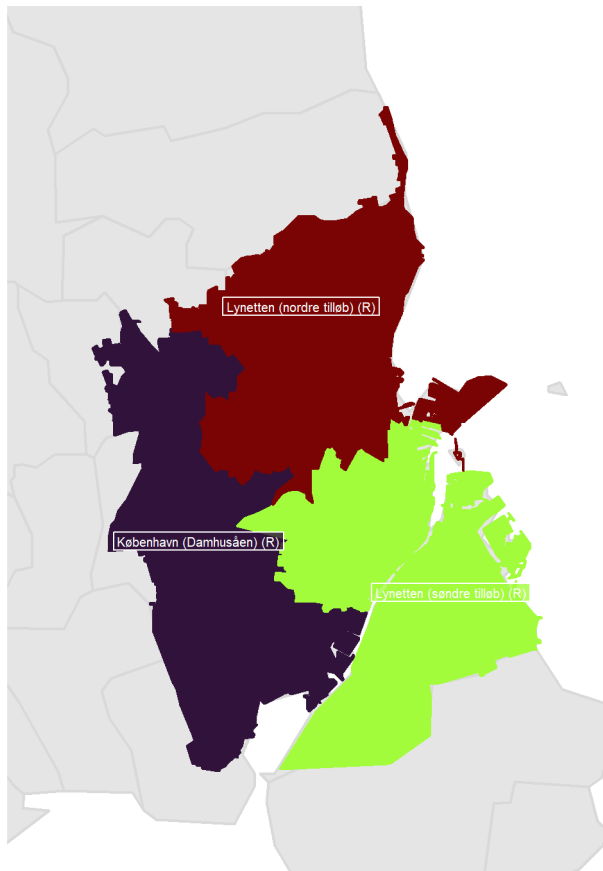 Lynetten (nordre tilløb) (R)
København (Damhusåen) (R)
Lynetten (søndre tilløb) (R)